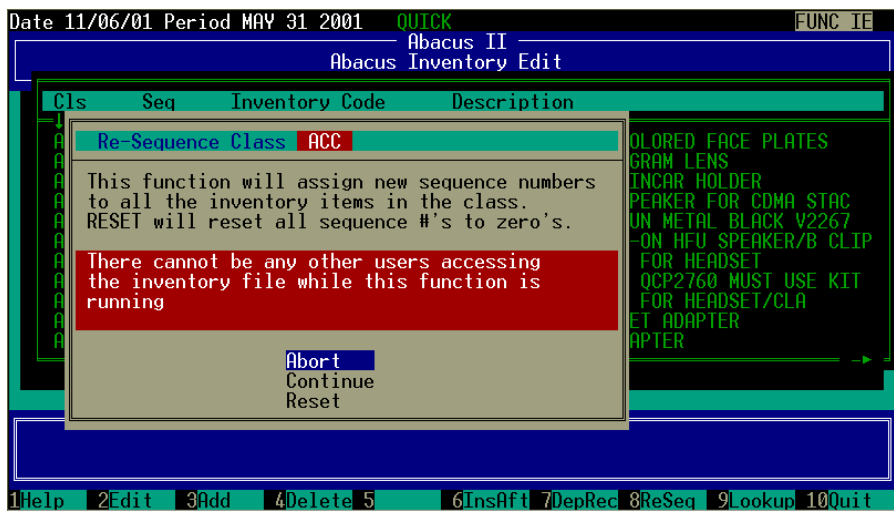 Date 11/06/01 Period MAY 31 2001 QUICK FUNC IE
Abacus II
Abacus Inventory Edit
Cls Seq Inventory Code Description
Re-Sequence Class ACC
This function will assign new sequence numbers
to all the inventory items in the class.
RESET will reset all sequence #'s to zero's.
There cannot be any other users accessing
the inventory file while this function is
running
Abort
Continue
Reset
A OLORED FACE PLATES
A GRAM LENS
A INCAR HOLDER
A PEAKER FOR CDMA STAC
A UN METAL BLACK V2267
A -ON HFU SPEAKER/B CLIP
A FOR HEADSET
A QCP2760 MUST USE KIT
A FOR HEADSET/CLA
A ET ADAPTER
A APTER
1Help 2Edit 3Add 4Delete 5 6InsAft 7DepRec 8ReSeq 9Lookup 10Quit